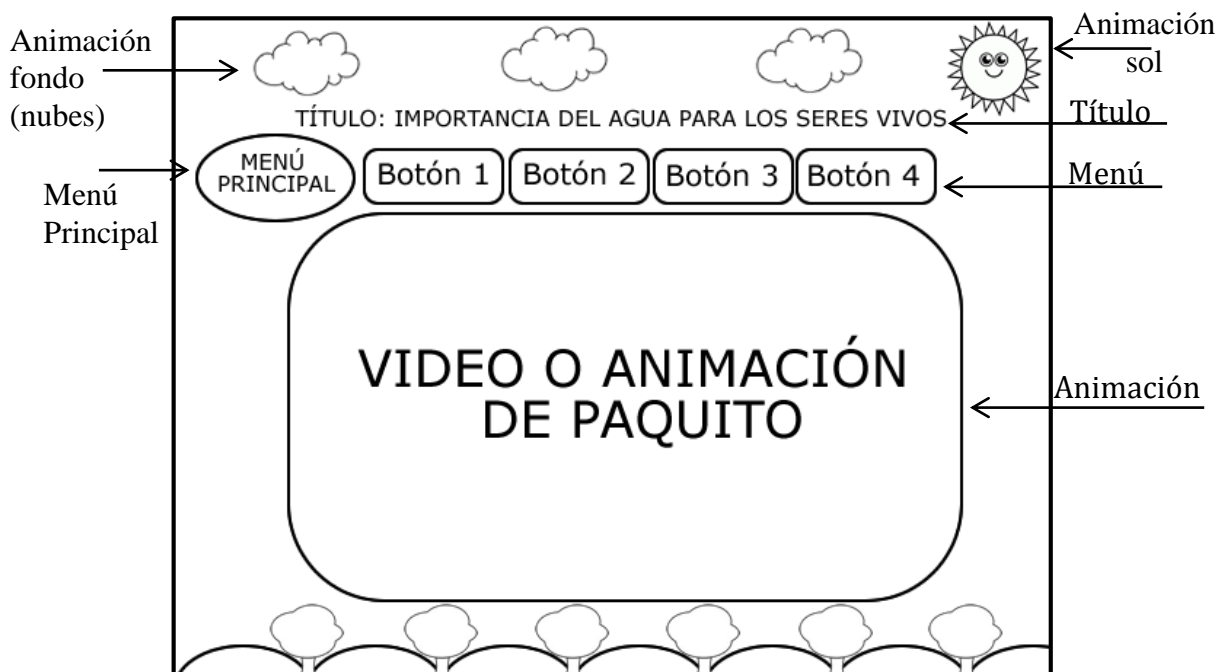 Animación
fondo
(nubes)
Animación
sol
TÍTULO: IMPORTANCIA DEL AGUA PARA LOS SERES VIVOS
Título
MENÚ
PRINCIPAL
Botón 1
Botón 2
Botón 3
Botón 4
Menú
Menú
Principal
VIDEO O ANIMACIÓN
DE PAQUITO
Animación